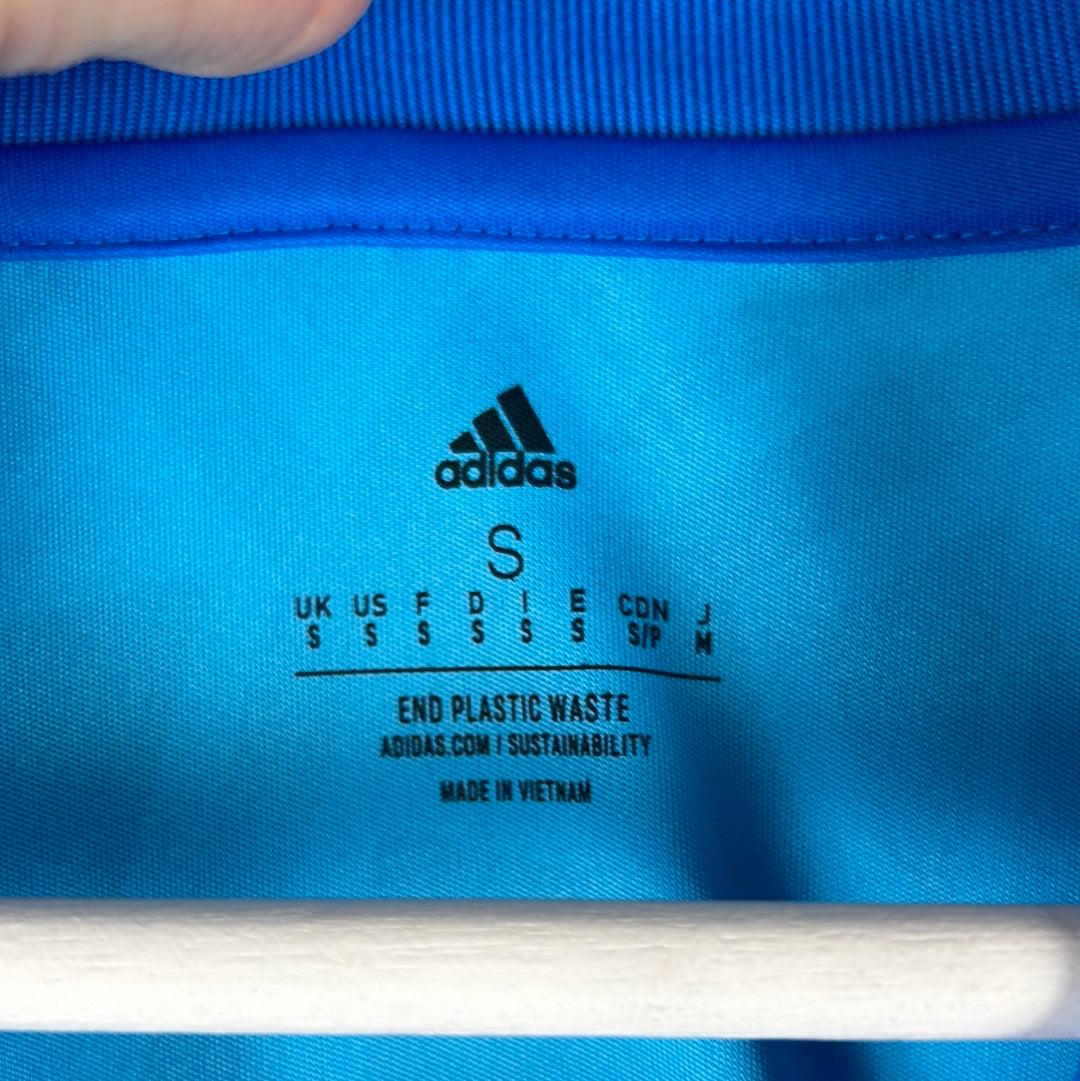 adidas
S
UK US F D I E CDN J
S S S S S S S/P M
END PLASTIC WASTE
ADIDAS.COM / SUSTAINABILITY
MADE IN VIETNAM